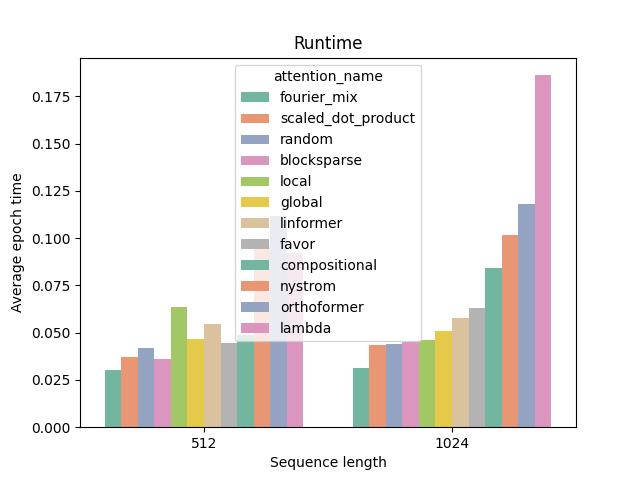 Runtime
attention_name
fourier_mix
scaled_dot_product
random
blocksparse
local
global
linformer
favor
compositional
nystrom
orthoformer
lambda
0.175
0.150
0.125
0.100
0.075
0.050
0.025
0.000
Average epoch time
512
1024
Sequence length